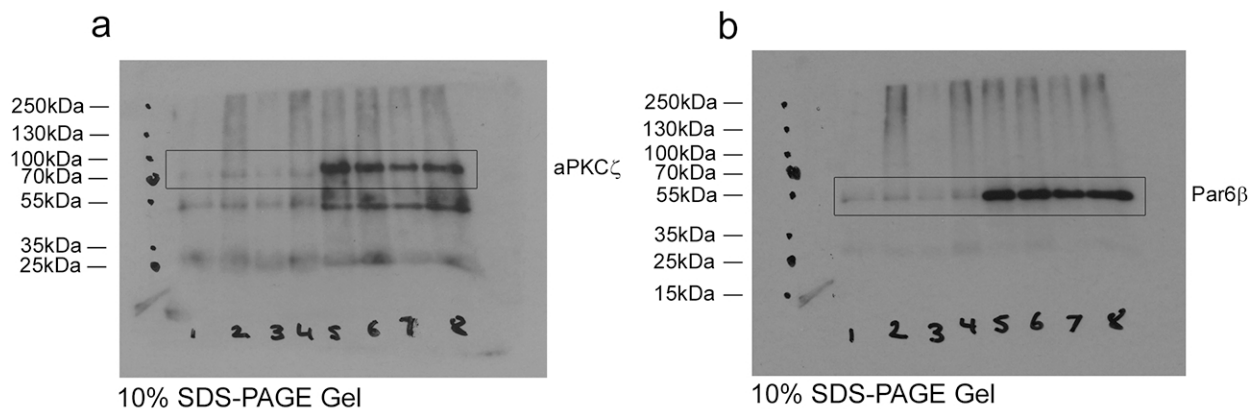 a
250kDa —
130kDa —
100kDa —
70kDa —
55kDa —
35kDa —
25kDa —
aPKCζ
1 2 3 4 5 6 7 8
10% SDS-PAGE Gel
b
250kDa —
130kDa —
100kDa —
70kDa —
55kDa —
35kDa —
25kDa —
15kDa —
Par6β
1 2 3 4 5 6 7 8
10% SDS-PAGE Gel